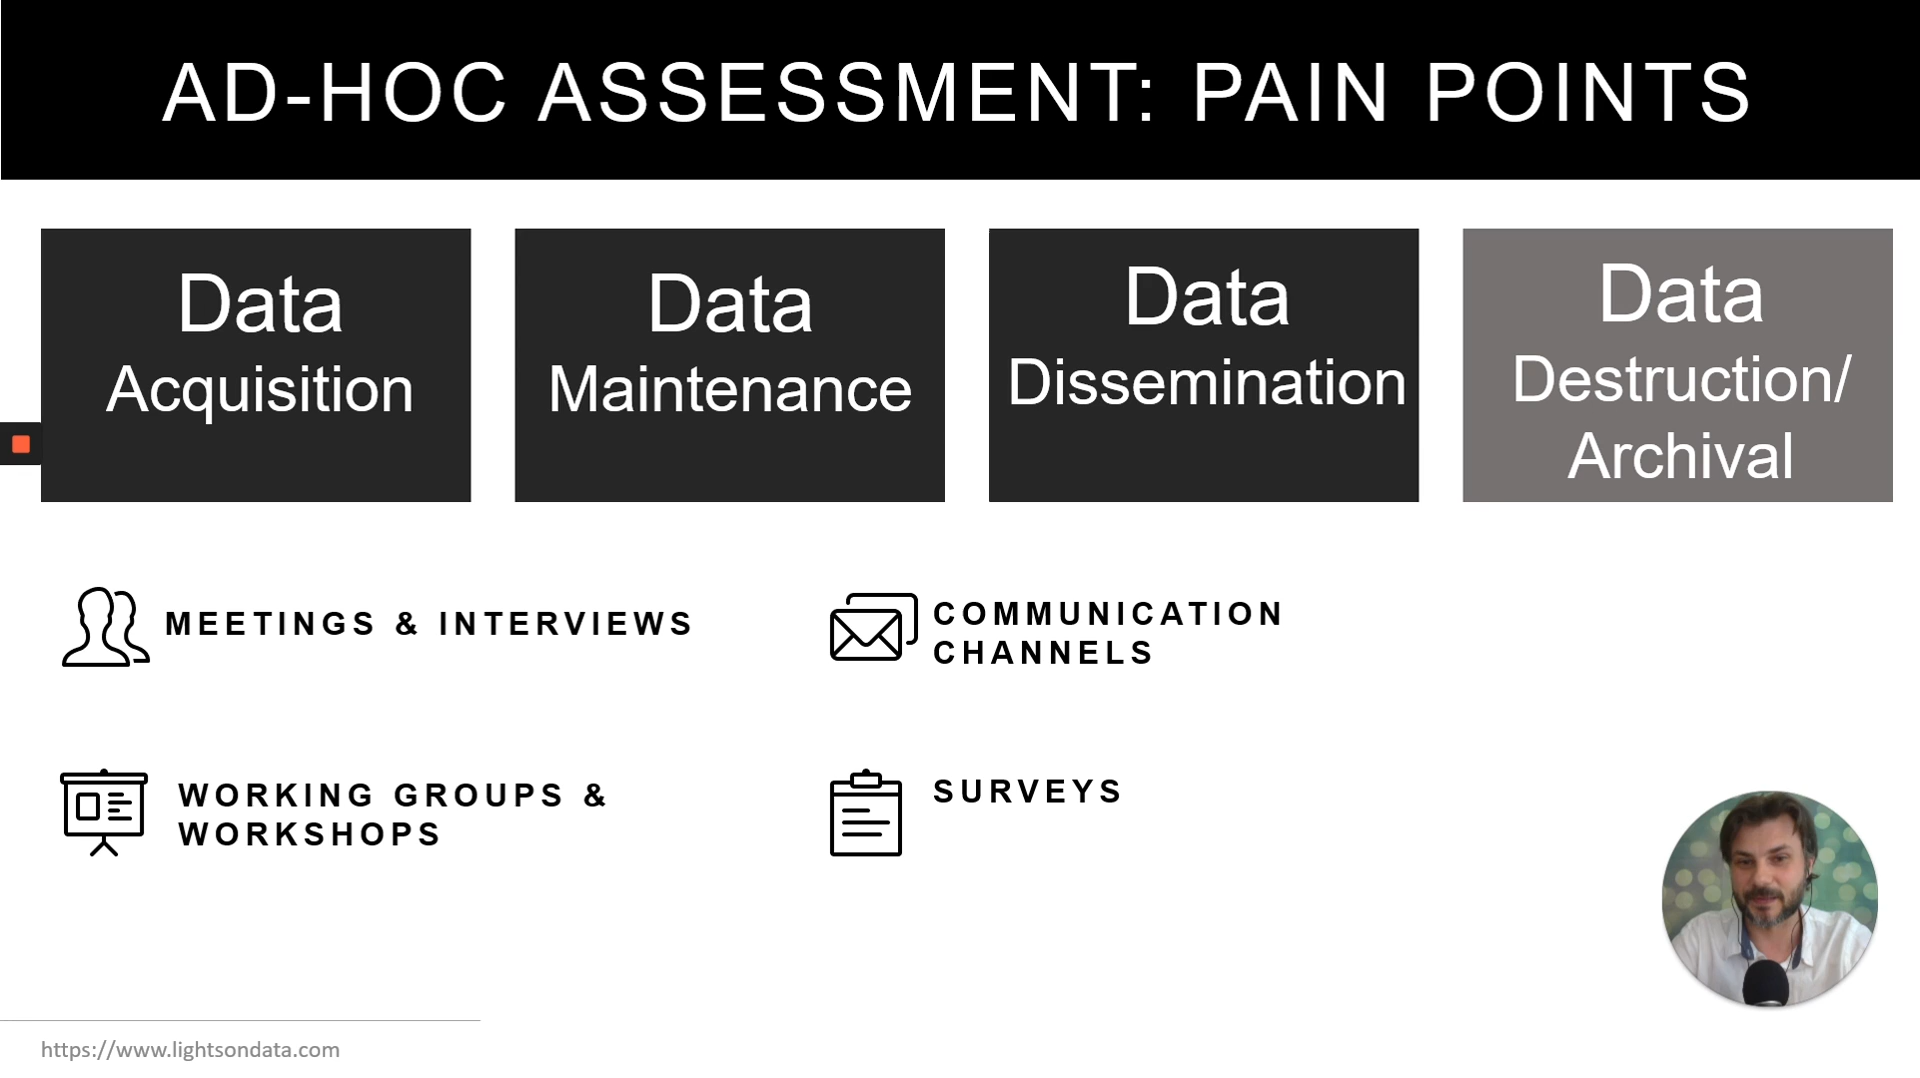 AD-HOC ASSESSMENT: PAIN POINTS
Data
Acquisition
Data
Maintenance
Data
Dissemination
Data
Destruction/
Archival
MEETINGS & INTERVIEWS
COMMUNICATION
CHANNELS
WORKING GROUPS &
WORKSHOPS
SURVEYS
https://www.lightsondata.com